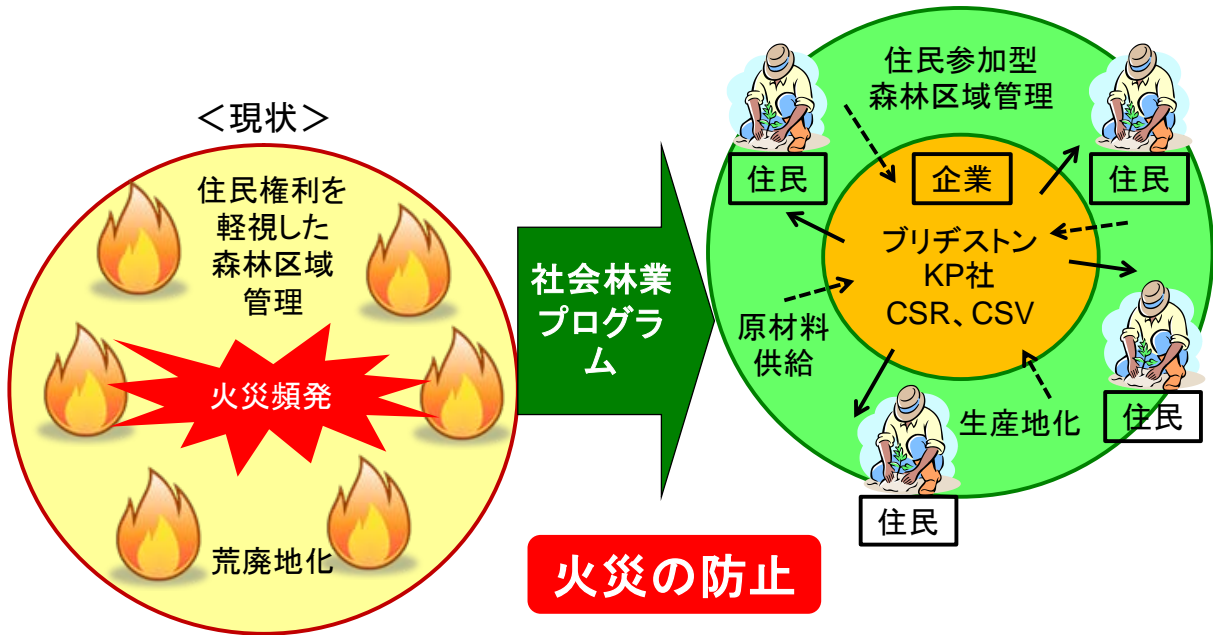 ＜現状＞
住民権利を
軽視した
森林区域
管理
火災頻発
荒廃地化
社会林業
プログラ
ム
火災の防止
住民参加型
森林区域管理
住民
企業
住民
ブリヂストン
KP社
CSR、CSV
原材料
供給
生産地化
住民
住民